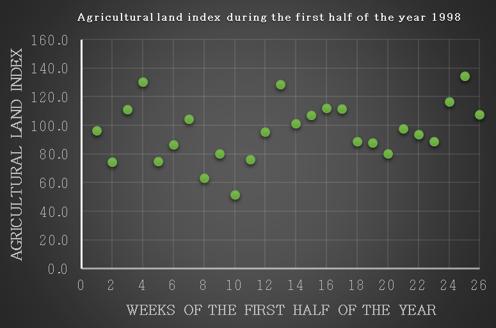 Agricultural land index during the first half of the year 1998
160.0
140.0
120.0
100.0
80.0
60.0
40.0
20.0
0.0
AGRICULTURAL LAND INDEX
0 2 4 6 8 10 12 14 16 18 20 22 24 26
WEEKS OF THE FIRST HALF OF THE YEAR